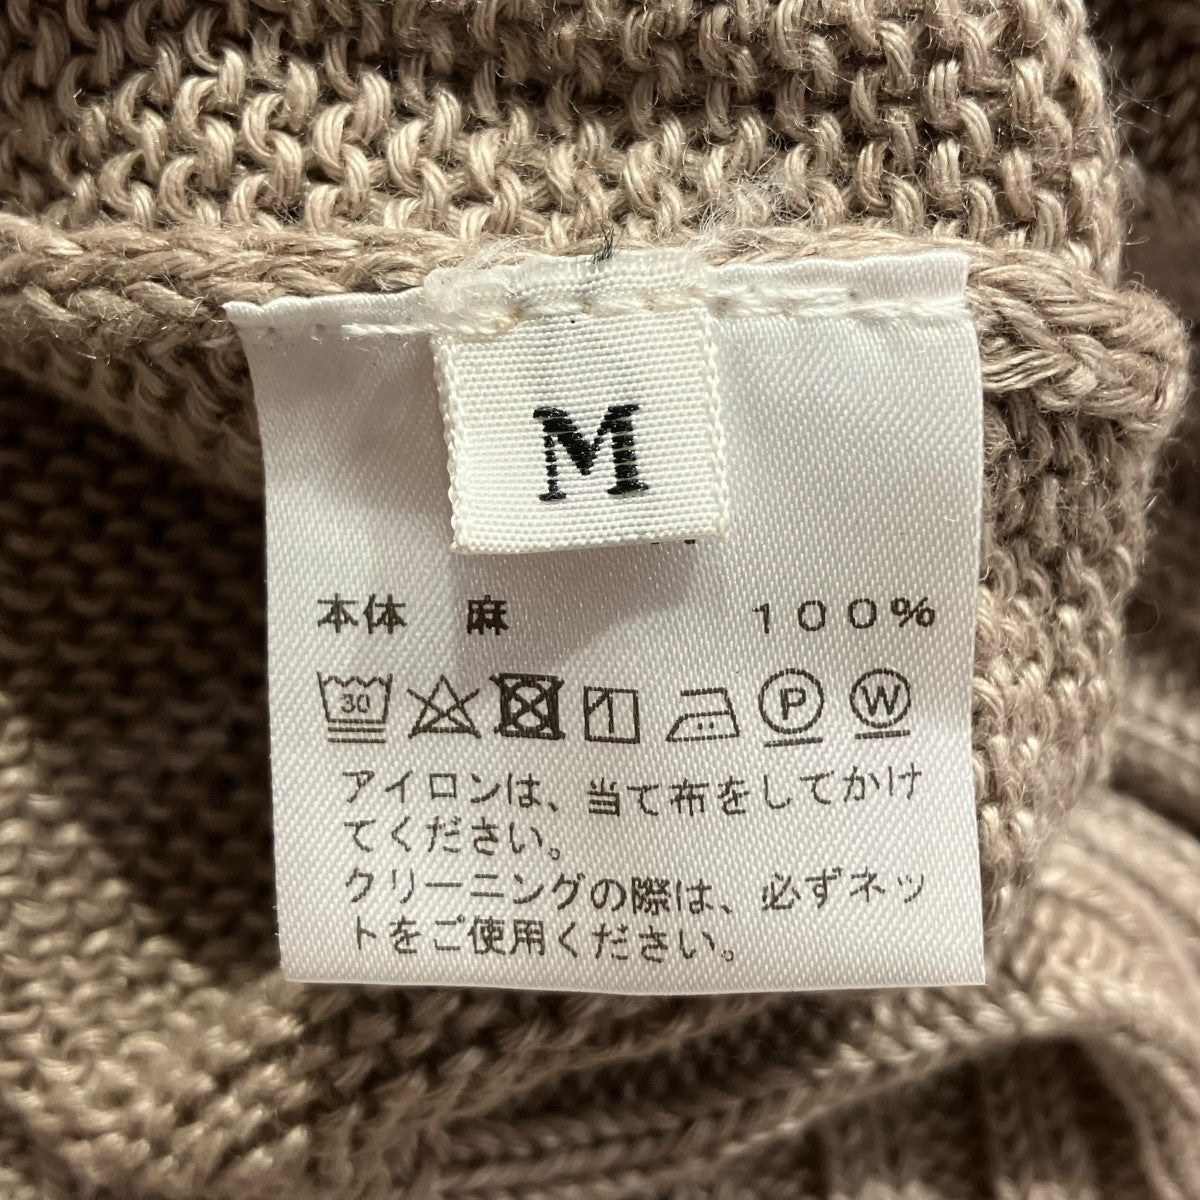 M
本体 麻 100%
30 P W
アイロンは、当て布をしてかけ
てください。
クリーニングの際は、必ずネッ
トをご使用ください。